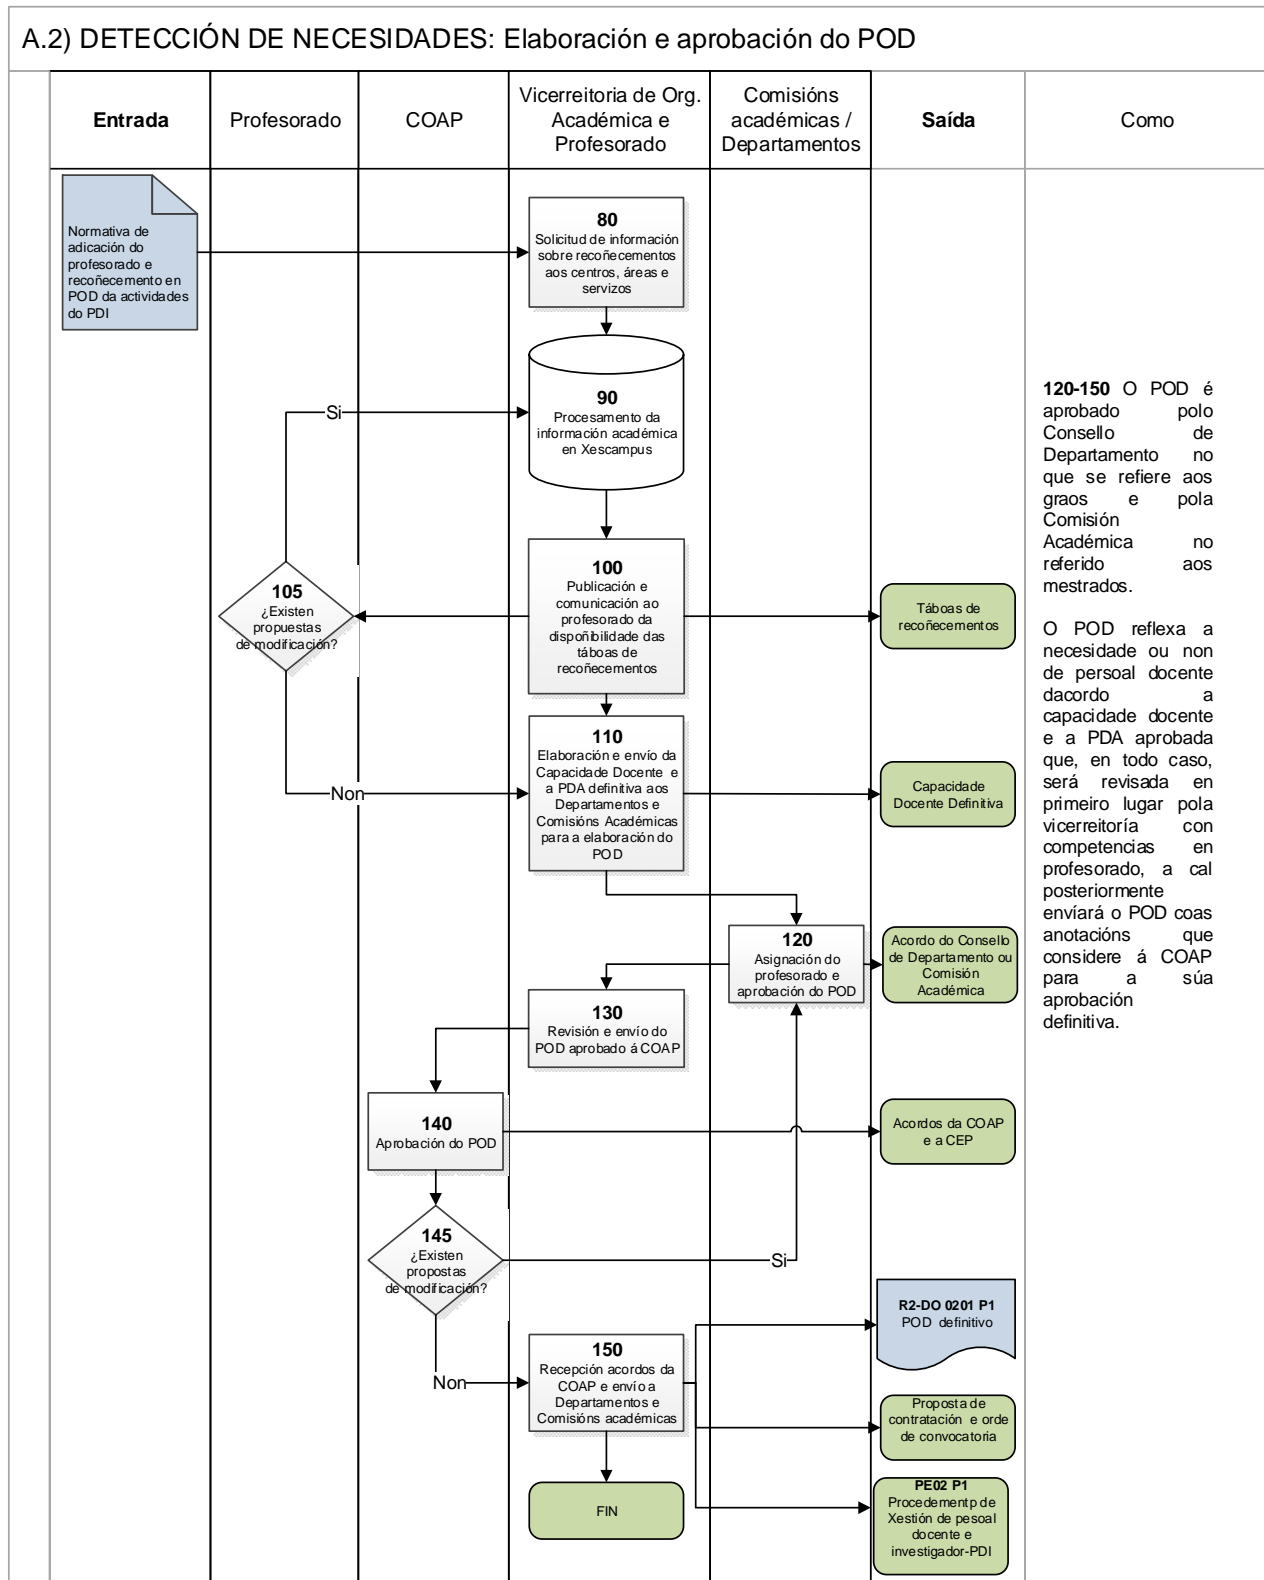 A.2) DETECCIÓN DE NECESIDADES: Elaboración e aprobación do POD
Entrada
Profesorado
COAP
Vicerreitoria de Org.
Académica e
Profesorado
Comisións
académicas /
Departamentos
Saída
Como
Normativa de
adicación do
profesorado e
recoñecemento en
POD da actividades
do PDI
80
Solicitud de información
sobre recoñecementos
aos centros, áreas e
servizos
90
Procesamento da
información académica
en Xescampus
Si
100
Publicación e
comunicación ao
profesorado da
dispoñibilidade das
táboas de
recoñecementos
105
¿Existen
propuestas
de modificación?
Táboas de
recoñecementos
Non
110
Elaboración e envío da
Capacidade Docente e
a PDA definitiva aos
Departamentos e
Comisións Académicas
para a elaboración do
POD
Capacidade
Docente Definitiva
120
Asignación do
profesorado e
aprobación do POD
Acordo do Consello
de Departamento ou
Comisión
Académica
130
Revisión e envío do
POD aprobado á COAP
140
Aprobación do POD
Acordos da COAP
e a CEP
145
¿Existen
propostas
de modificación?
Si
Non
150
Recepción acordos da
COAP e envío a
Departamentos e
Comisións académicas
R2-DO 0201 P1
POD definitivo
Proposta de
contratación e orde
de convocatoria
PE02 P1
Procedementp de
Xestión de pesoal
docente e
investigador-PDI
FIN
120-150 O POD é
aprobado polo
Consello de
Departamento no
que se refiere aos
graos e pola
Comisión
Académica no
referido aos
mestrados.
O POD reflexa a
necesidade ou non
de persoal docente
dacordo a
capacidade docente
e a PDA aprobada
que, en todo caso,
será revisada en
primeiro lugar pola
vicerreitoría con
competencias en
profesorado, a cal
posteriormente
envíará o POD coas
anotacións que
considere á COAP
para a súa
aprobación
definitiva.